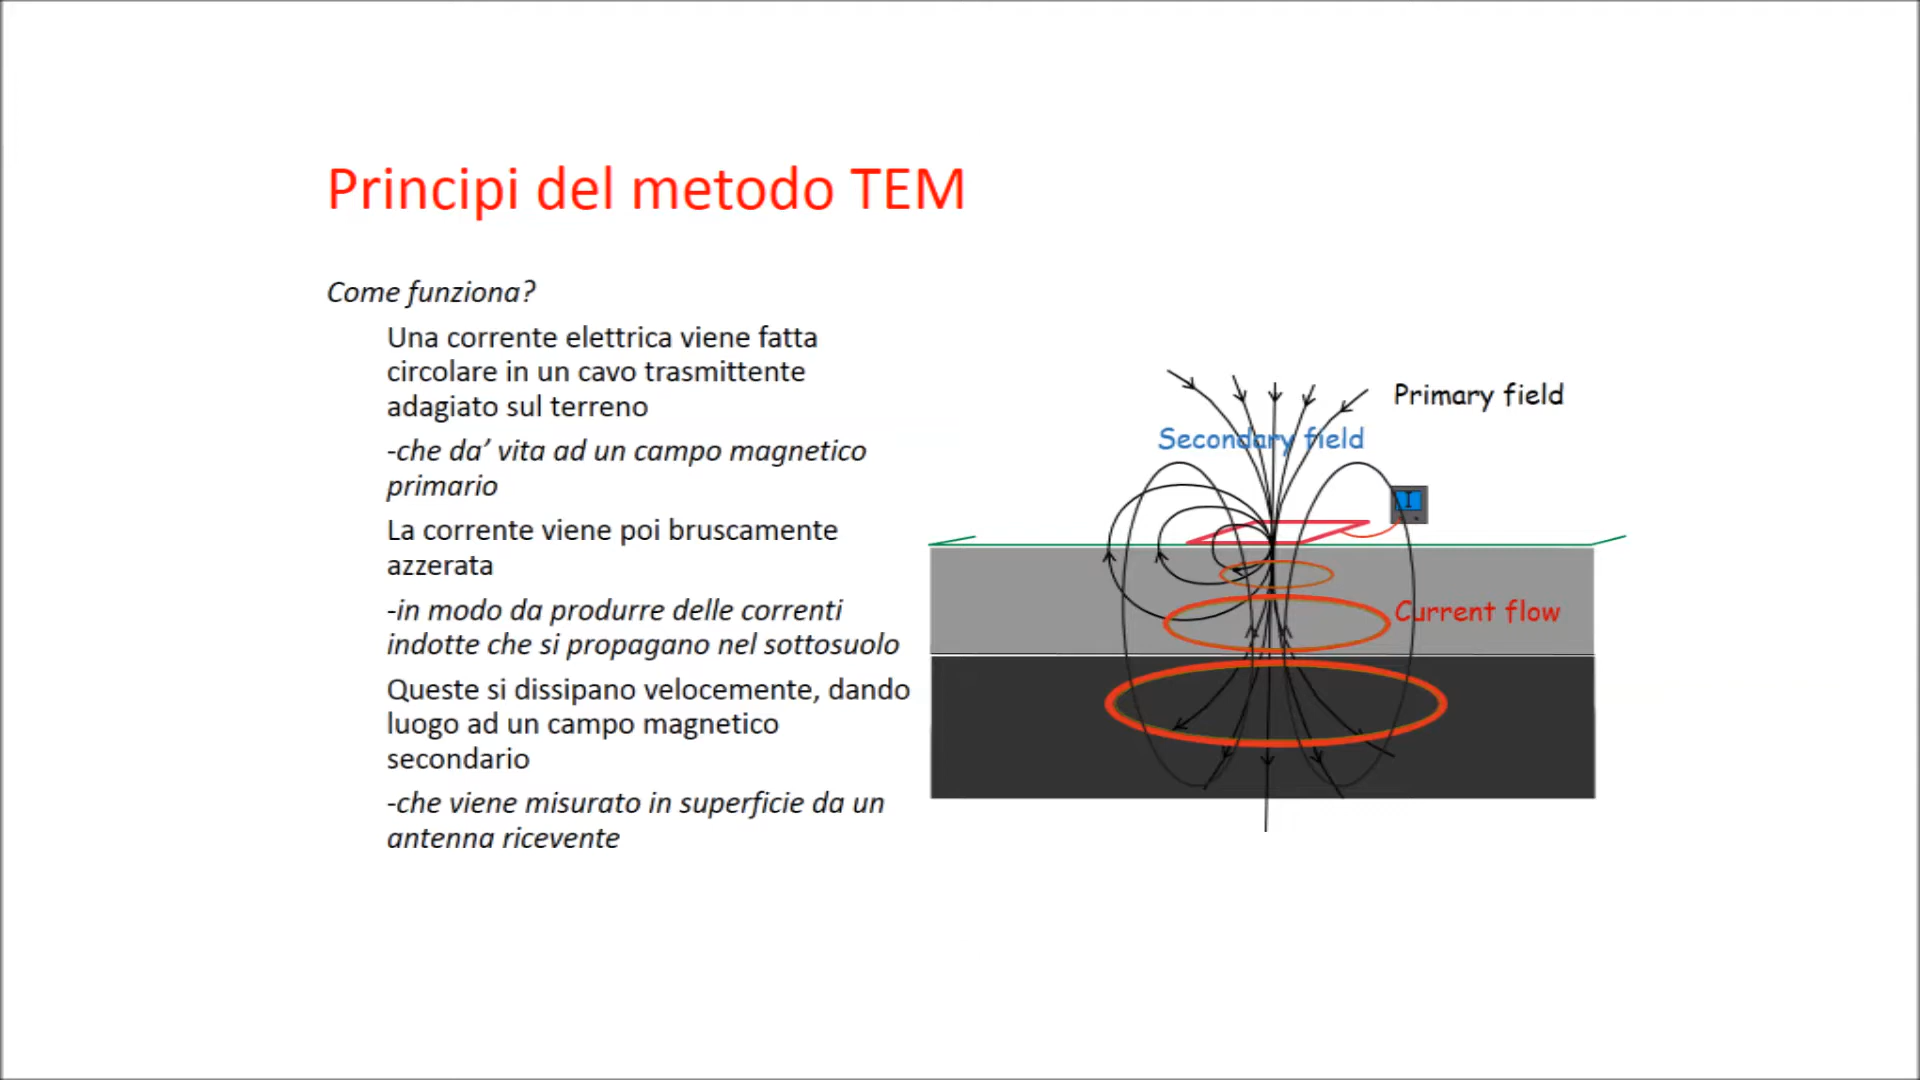 Principi del metodo TEM
Come funziona?
Una corrente elettrica viene fatta
circolare in un cavo trasmittente
adagiato sul terreno
-che da’ vita ad un campo magnetico
primario
La corrente viene poi bruscamente
azzerata
-in modo da produrre delle correnti
indotte che si propagano nel sottosuolo
Queste si dissipano velocemente, dando
luogo ad un campo magnetico
secondario
-che viene misurato in superficie da un
antenna ricevente
Primary field
Secondary field
I
Current flow